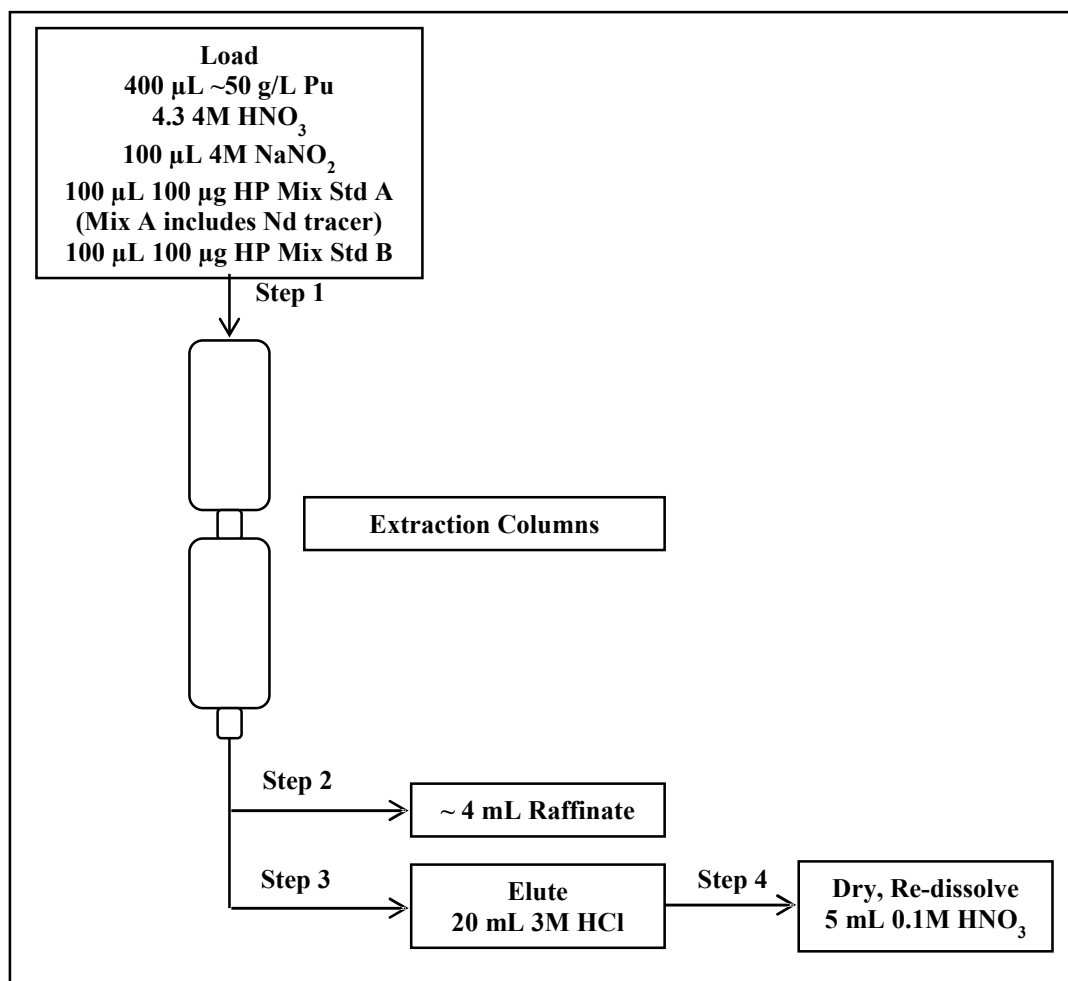 Load
400 µL ~50 g/L Pu
4.3 4M HNO₃
100 µL 4M NaNO₂
100 µL 100 µg HP Mix Std A
(Mix A includes Nd tracer)
100 µL 100 µg HP Mix Std B
Step 1
Extraction Columns
Step 2
~ 4 mL Raffinate
Step 3
Elute
20 mL 3M HCl
Step 4
Dry, Re-dissolve
5 mL 0.1M HNO₃